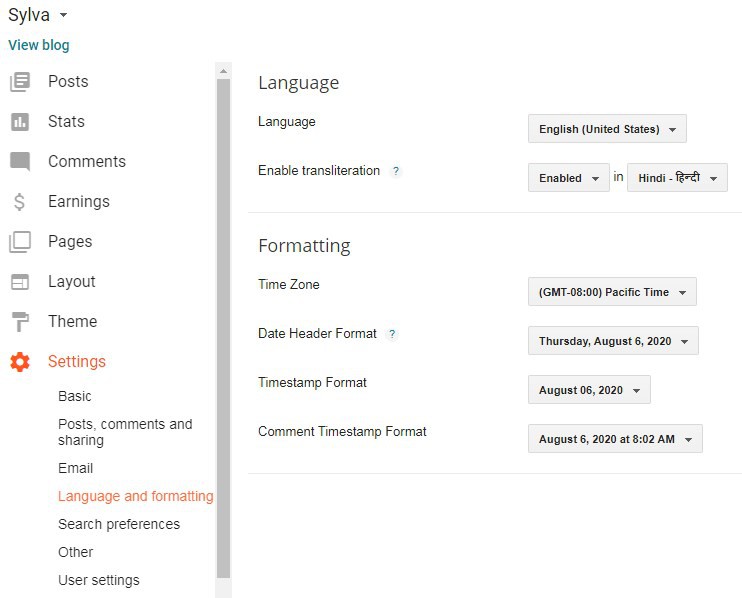 Sylva
View blog
Posts
Stats
Comments
Earnings
Pages
Layout
Theme
Settings
Basic
Posts, comments and
sharing
Email
Language and formatting
Search preferences
Other
User settings
Language
Language
English (United States)
Enable transliteration ?
Enabled in Hindi - हिन्दी
Formatting
Time Zone
(GMT-08:00) Pacific Time
Date Header Format ?
Thursday, August 6, 2020
Timestamp Format
August 06, 2020
Comment Timestamp Format
August 6, 2020 at 8:02 AM